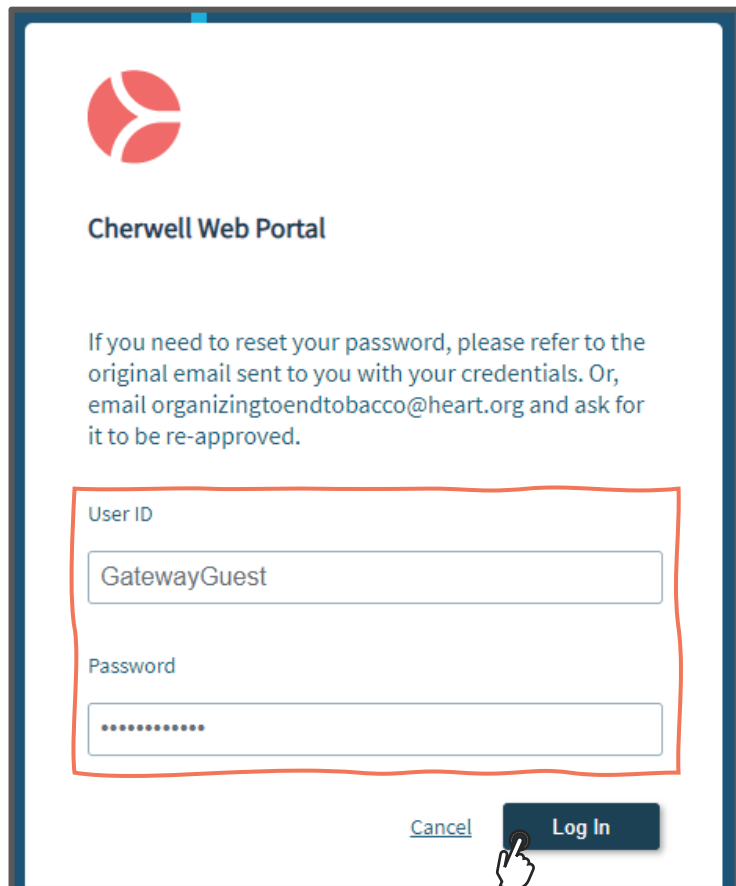 Cherwell Web Portal
If you need to reset your password, please refer to the
original email sent to you with your credentials. Or,
email organizingtoendtobacco@heart.org and ask for
it to be re-approved.
User ID
GatewayGuest
Password
••••••••••••
Cancel Log In